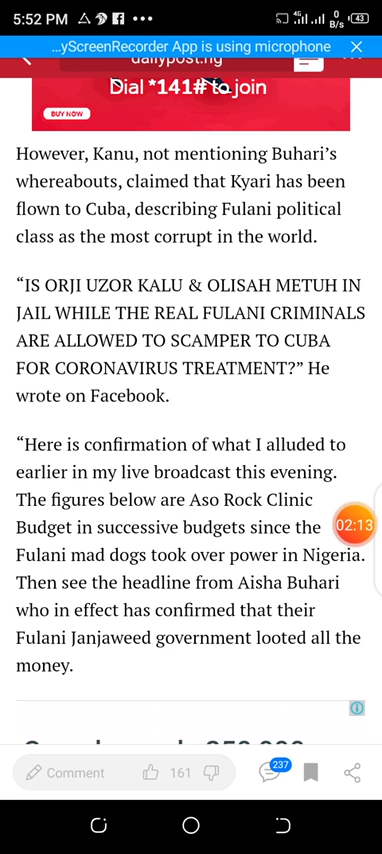 5:52 PM
4G
0
B/s
43
...yScreenRecorder App is using microphone
dailypost.ng
Dial *141# to join
BUY NOW
However, Kanu, not mentioning Buhari's
whereabouts, claimed that Kyari has been
flown to Cuba, describing Fulani political
class as the most corrupt in the world.
“IS ORJI UZOR KALU & OLISAH METUH IN
JAIL WHILE THE REAL FULANI CRIMINALS
ARE ALLOWED TO SCAMPER TO CUBA
FOR CORONAVIRUS TREATMENT?” He
wrote on Facebook.
“Here is confirmation of what I alluded to
earlier in my live broadcast this evening.
The figures below are Aso Rock Clinic
Budget in successive budgets since the
02:13
Fulani mad dogs took over power in Nigeria.
Then see the headline from Aisha Buhari
who in effect has confirmed that their
Fulani Janjaweed government looted all the
money.
Comment
161
237